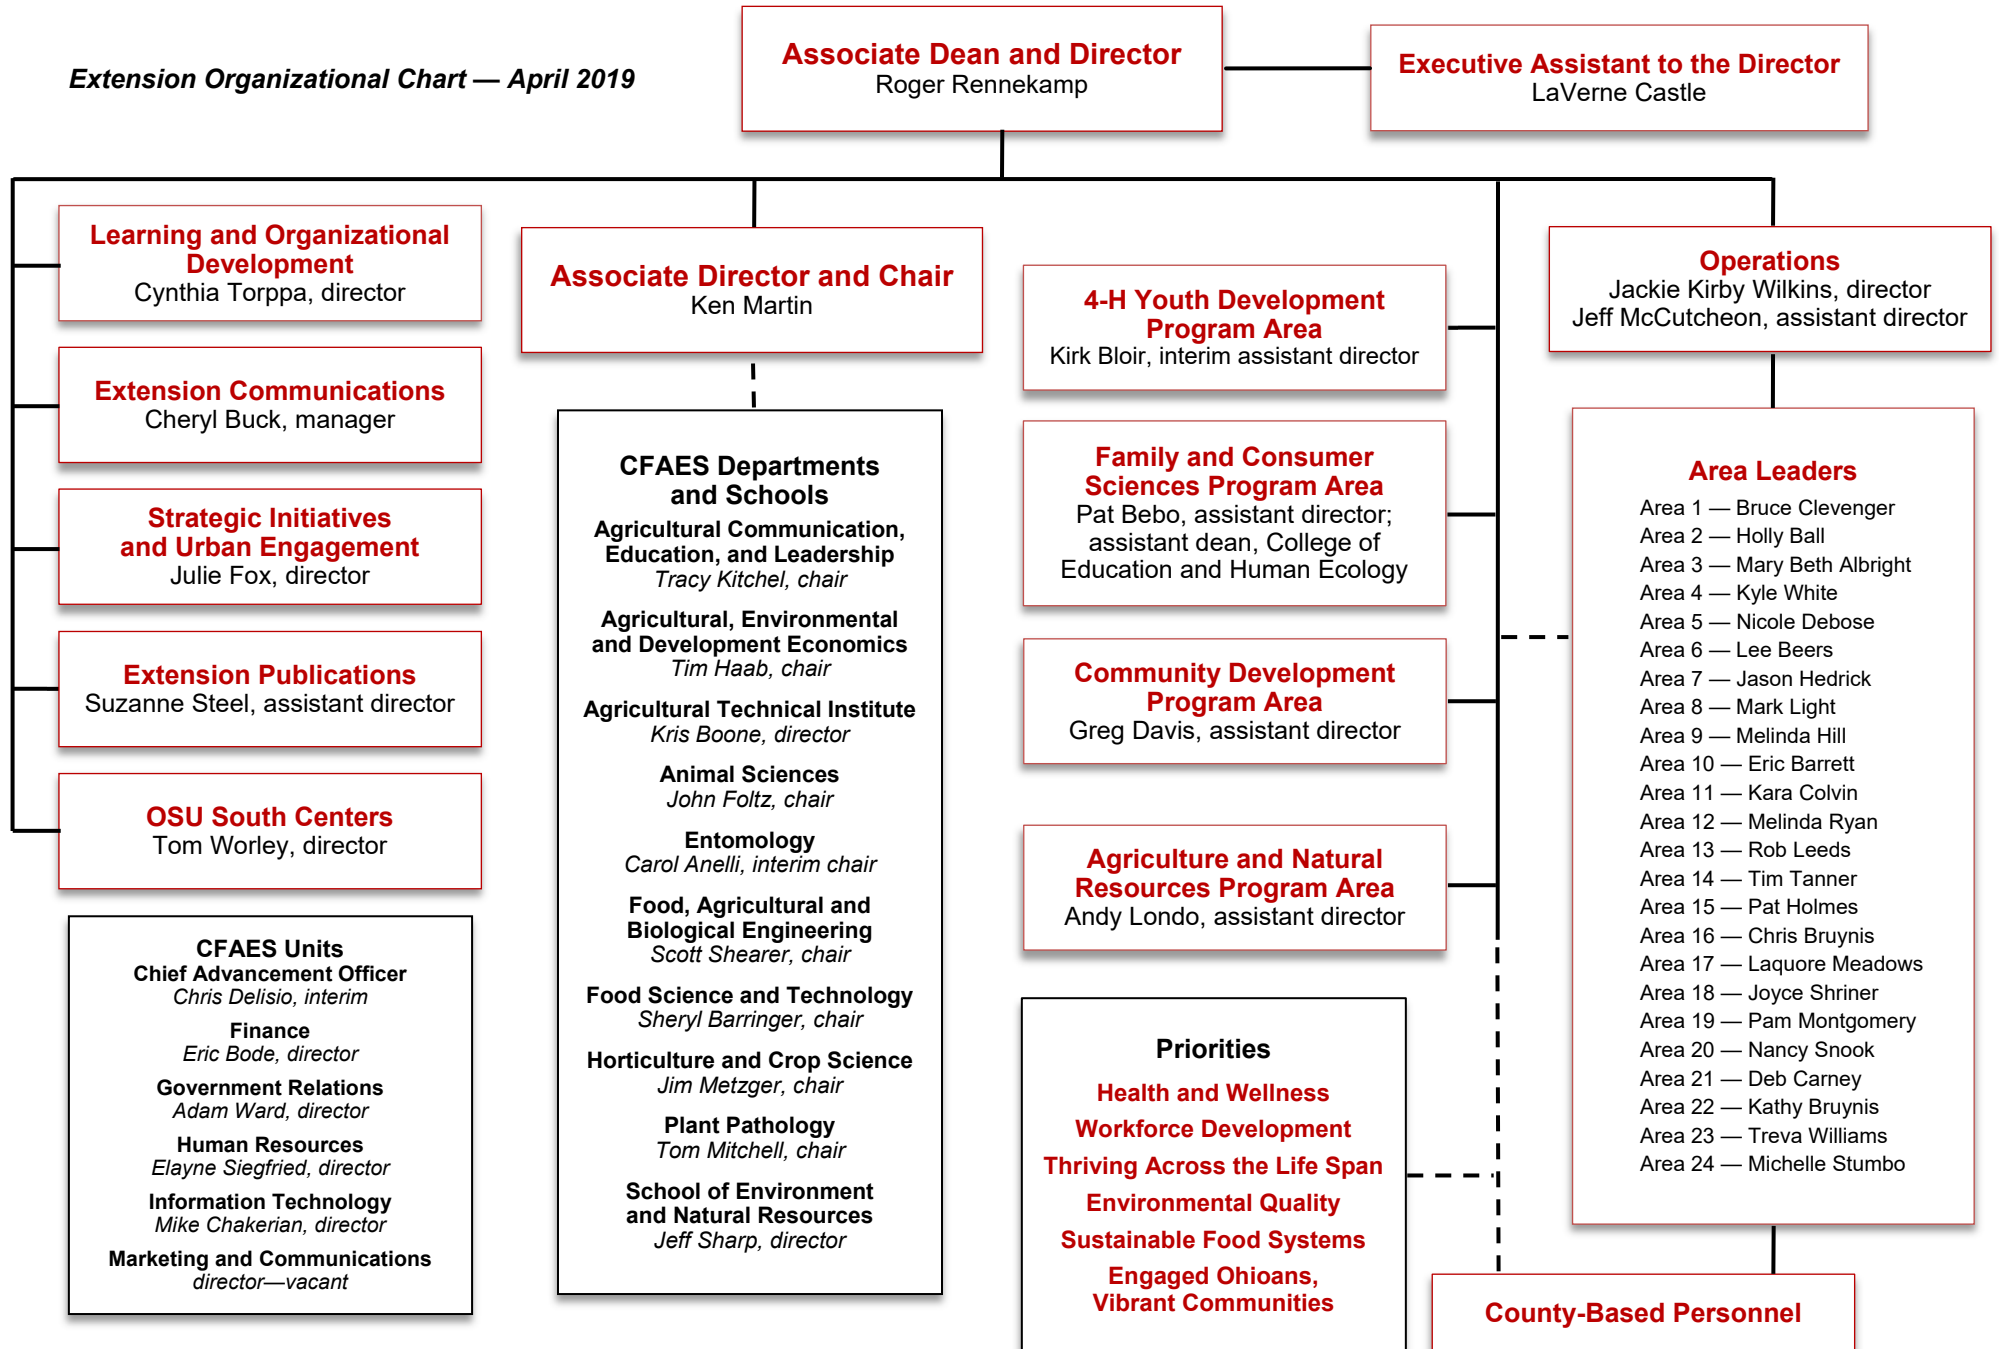 Extension Organizational Chart — April 2019
Associate Dean and Director
Roger Rennekamp
Executive Assistant to the Director
LaVerne Castle
Learning and Organizational
Development
Cynthia Torppa, director
Extension Communications
Cheryl Buck, manager
Strategic Initiatives
and Urban Engagement
Julie Fox, director
Extension Publications
Suzanne Steel, assistant director
OSU South Centers
Tom Worley, director
CFAES Units
Chief Advancement Officer
Chris Delisio, interim
Finance
Eric Bode, director
Government Relations
Adam Ward, director
Human Resources
Elayne Siegfried, director
Information Technology
Mike Chakerian, director
Marketing and Communications
director—vacant
Associate Director and Chair
Ken Martin
CFAES Departments
and Schools
Agricultural Communication,
Education, and Leadership
Tracy Kitchel, chair
Agricultural, Environmental
and Development Economics
Tim Haab, chair
Agricultural Technical Institute
Kris Boone, director
Animal Sciences
John Foltz, chair
Entomology
Carol Anelli, interim chair
Food, Agricultural and
Biological Engineering
Scott Shearer, chair
Food Science and Technology
Sheryl Barringer, chair
Horticulture and Crop Science
Jim Metzger, chair
Plant Pathology
Tom Mitchell, chair
School of Environment
and Natural Resources
Jeff Sharp, director
4-H Youth Development
Program Area
Kirk Bloir, interim assistant director
Family and Consumer
Sciences Program Area
Pat Bebo, assistant director;
assistant dean, College of
Education and Human Ecology
Community Development
Program Area
Greg Davis, assistant director
Agriculture and Natural
Resources Program Area
Andy Londo, assistant director
Priorities
Health and Wellness
Workforce Development
Thriving Across the Life Span
Environmental Quality
Sustainable Food Systems
Engaged Ohioans,
Vibrant Communities
Operations
Jackie Kirby Wilkins, director
Jeff McCutcheon, assistant director
Area Leaders
Area 1 — Bruce Clevenger
Area 2 — Holly Ball
Area 3 — Mary Beth Albright
Area 4 — Kyle White
Area 5 — Nicole Debose
Area 6 — Lee Beers
Area 7 — Jason Hedrick
Area 8 — Mark Light
Area 9 — Melinda Hill
Area 10 — Eric Barrett
Area 11 — Kara Colvin
Area 12 — Melinda Ryan
Area 13 — Rob Leeds
Area 14 — Tim Tanner
Area 15 — Pat Holmes
Area 16 — Chris Bruynis
Area 17 — Laquore Meadows
Area 18 — Joyce Shriner
Area 19 — Pam Montgomery
Area 20 — Nancy Snook
Area 21 — Deb Carney
Area 22 — Kathy Bruynis
Area 23 — Treva Williams
Area 24 — Michelle Stumbo
County-Based Personnel